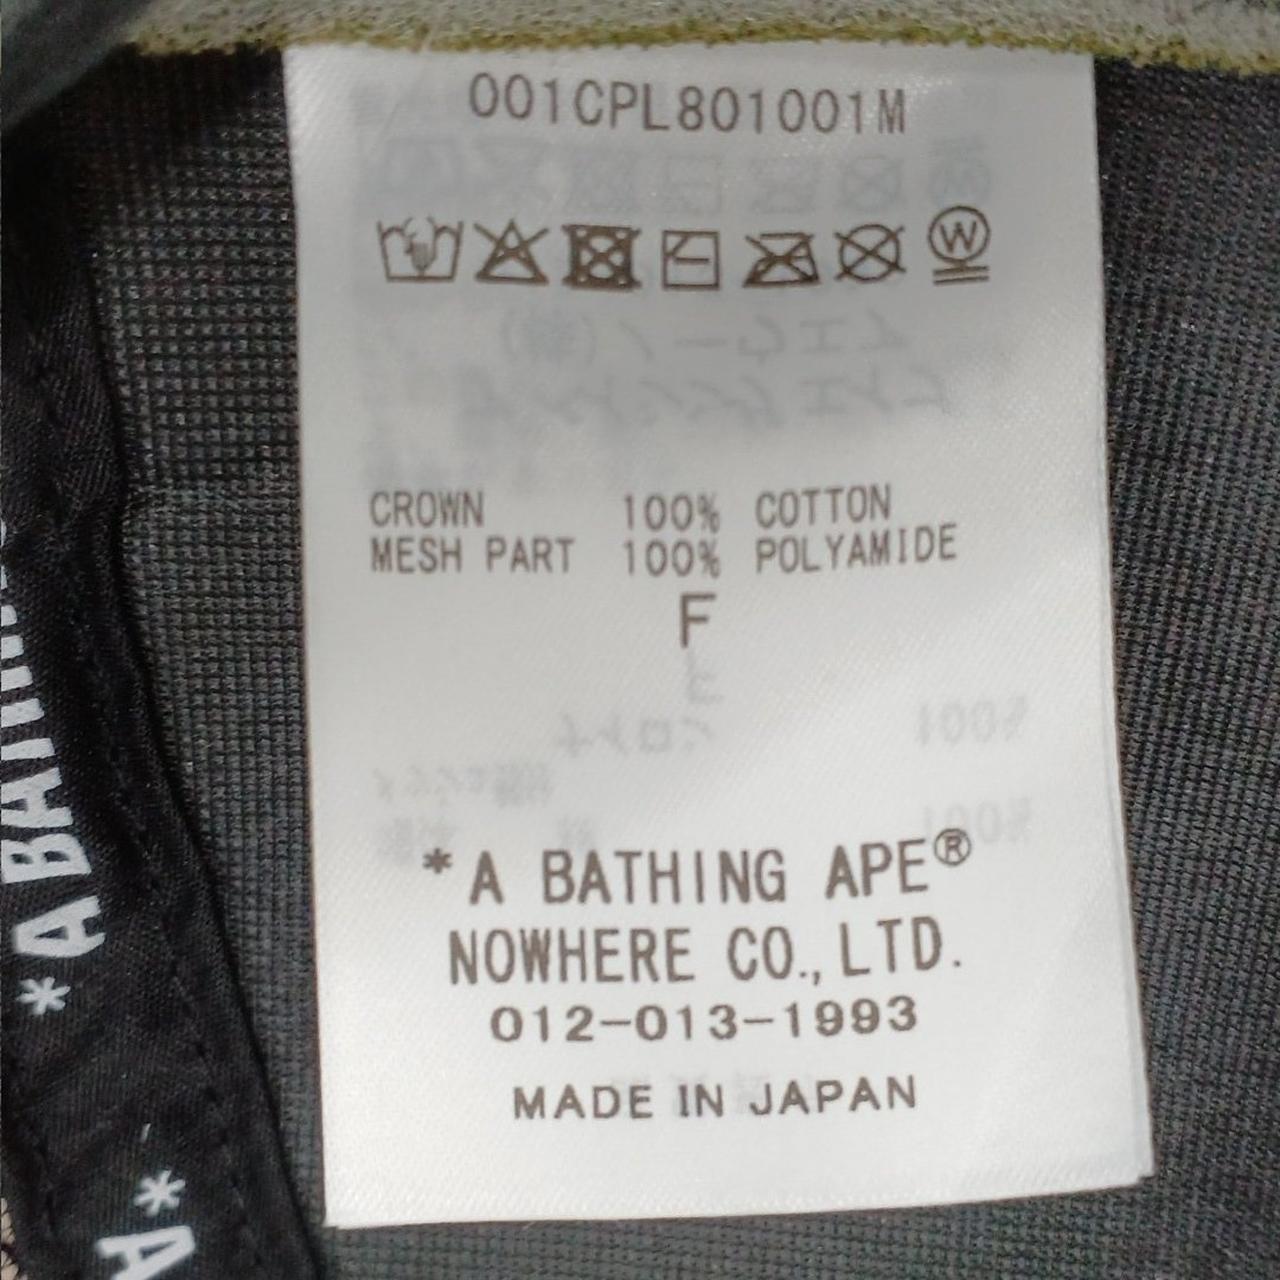 001CPL801001M
W
CROWN 100% COTTON
MESH PART 100% POLYAMIDE
F
*A BATHING APE®
NOWHERE CO., LTD.
012-013-1993
MADE IN JAPAN
*A BATHING
*A